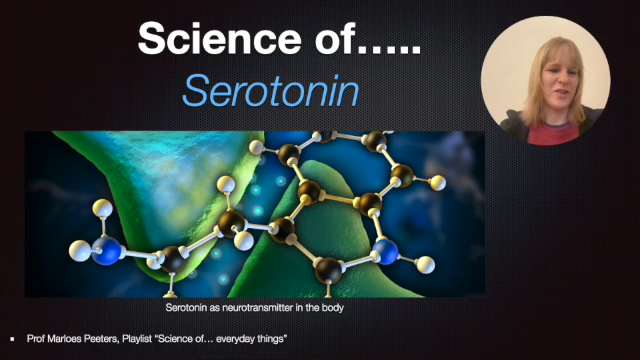 Science of…..
Serotonin
Serotonin as neurotransmitter in the body
Prof Marloes Peeters, Playlist “Science of… everyday things”